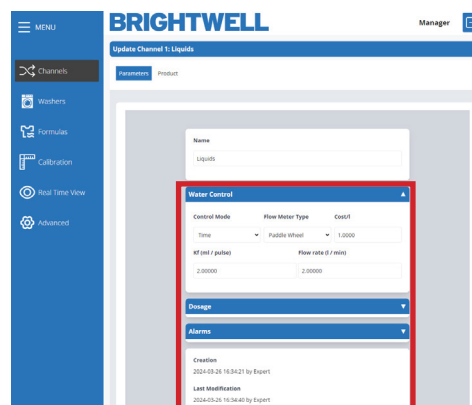 MENU
BRIGHTWELL
Manager
Update Channel 1: Liquids
Channels
Parameters Product
Washers
Formulas
Name
Liquids
Calibration
Water Control
Real Time View
Control Mode Flow Meter Type Cost/l
Advanced
Time Paddle Wheel 1.0000
Kf (ml / pulse) Flow rate (l / min)
2.00000 2.00000
Dosage
Alarms
Creation
2024-03-26 16:34:21 by Expert
Last Modification
2024-03-26 16:34:40 by Expert